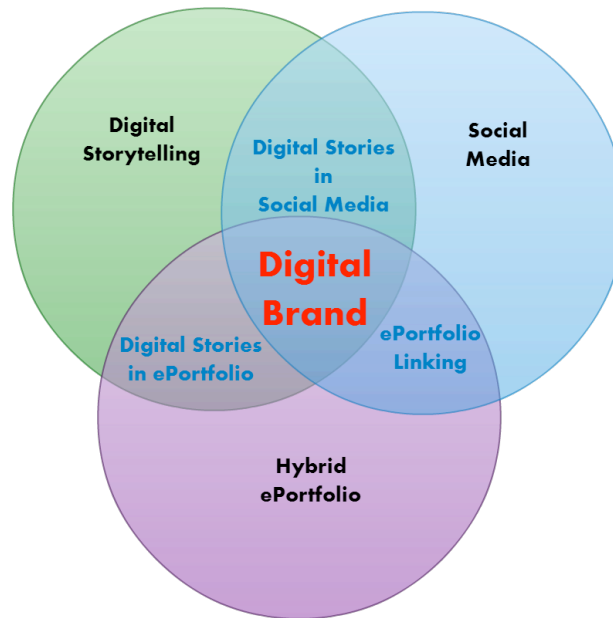 Digital
Storytelling
Digital Stories
in
Social Media
Social
Media
Digital
Brand
Digital Stories
in ePortfolio
ePortfolio
Linking
Hybrid
ePortfolio